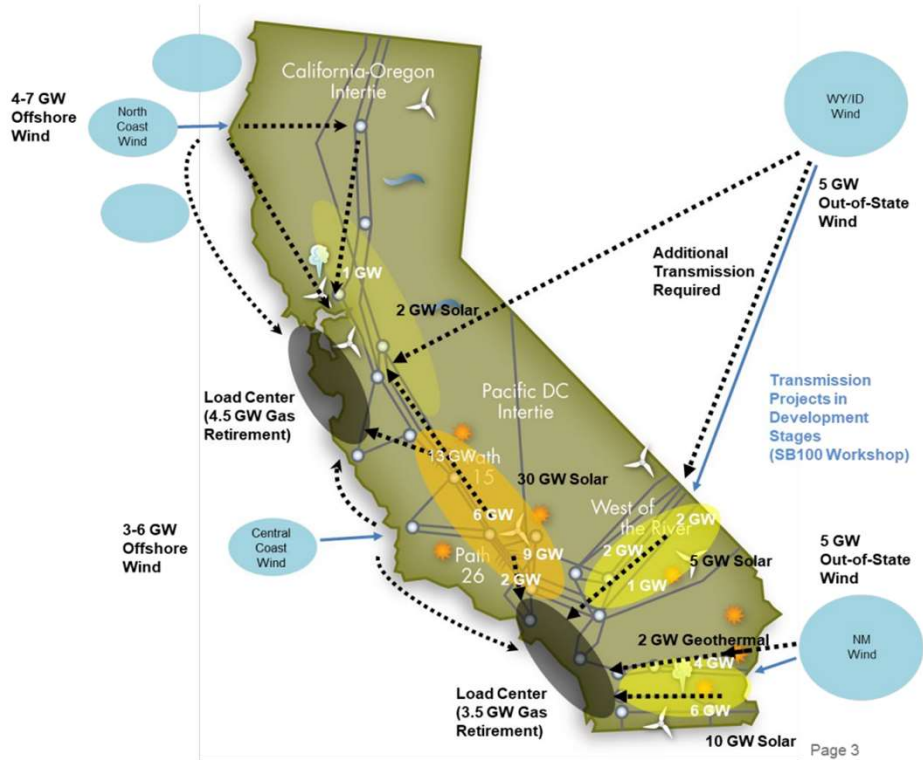 California-Oregon
Intertie
4-7 GW
Offshore
Wind
North
Coast
Wind
WY/ID
Wind
5 GW
Out-of-State
Wind
Additional
Transmission
Required
1 GW
2 GW Solar
Load Center
(4.5 GW Gas
Retirement)
Pacific DC
Intertie
Transmission
Projects in
Development
Stages
(SB100 Workshop)
13 GW
Path
15
30 GW Solar
6 GW
West of
the River
2 GW
3-6 GW
Offshore
Wind
Central
Coast
Wind
Path
26
9 GW
2 GW
2 GW
5 GW Solar
1 GW
5 GW
Out-of-State
Wind
2 GW Geothermal
4 GW
NM
Wind
Load Center
(3.5 GW Gas
Retirement)
6 GW
10 GW Solar
Page 3